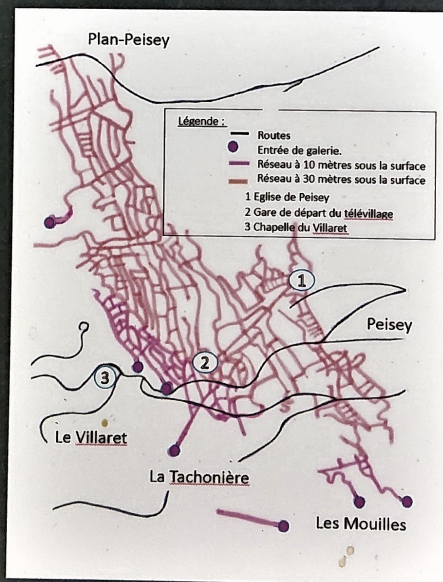 Plan-Peisey
Légende :
Routes
Entrée de galerie.
Réseau à 10 mètres sous la surface
Réseau à 30 mètres sous la surface
1 Eglise de Peisey
2 Gare de départ du télévillage
3 Chapelle du Villaret
1
Peisey
2
3
Le Villaret
La Tachonière
Les Mouilles